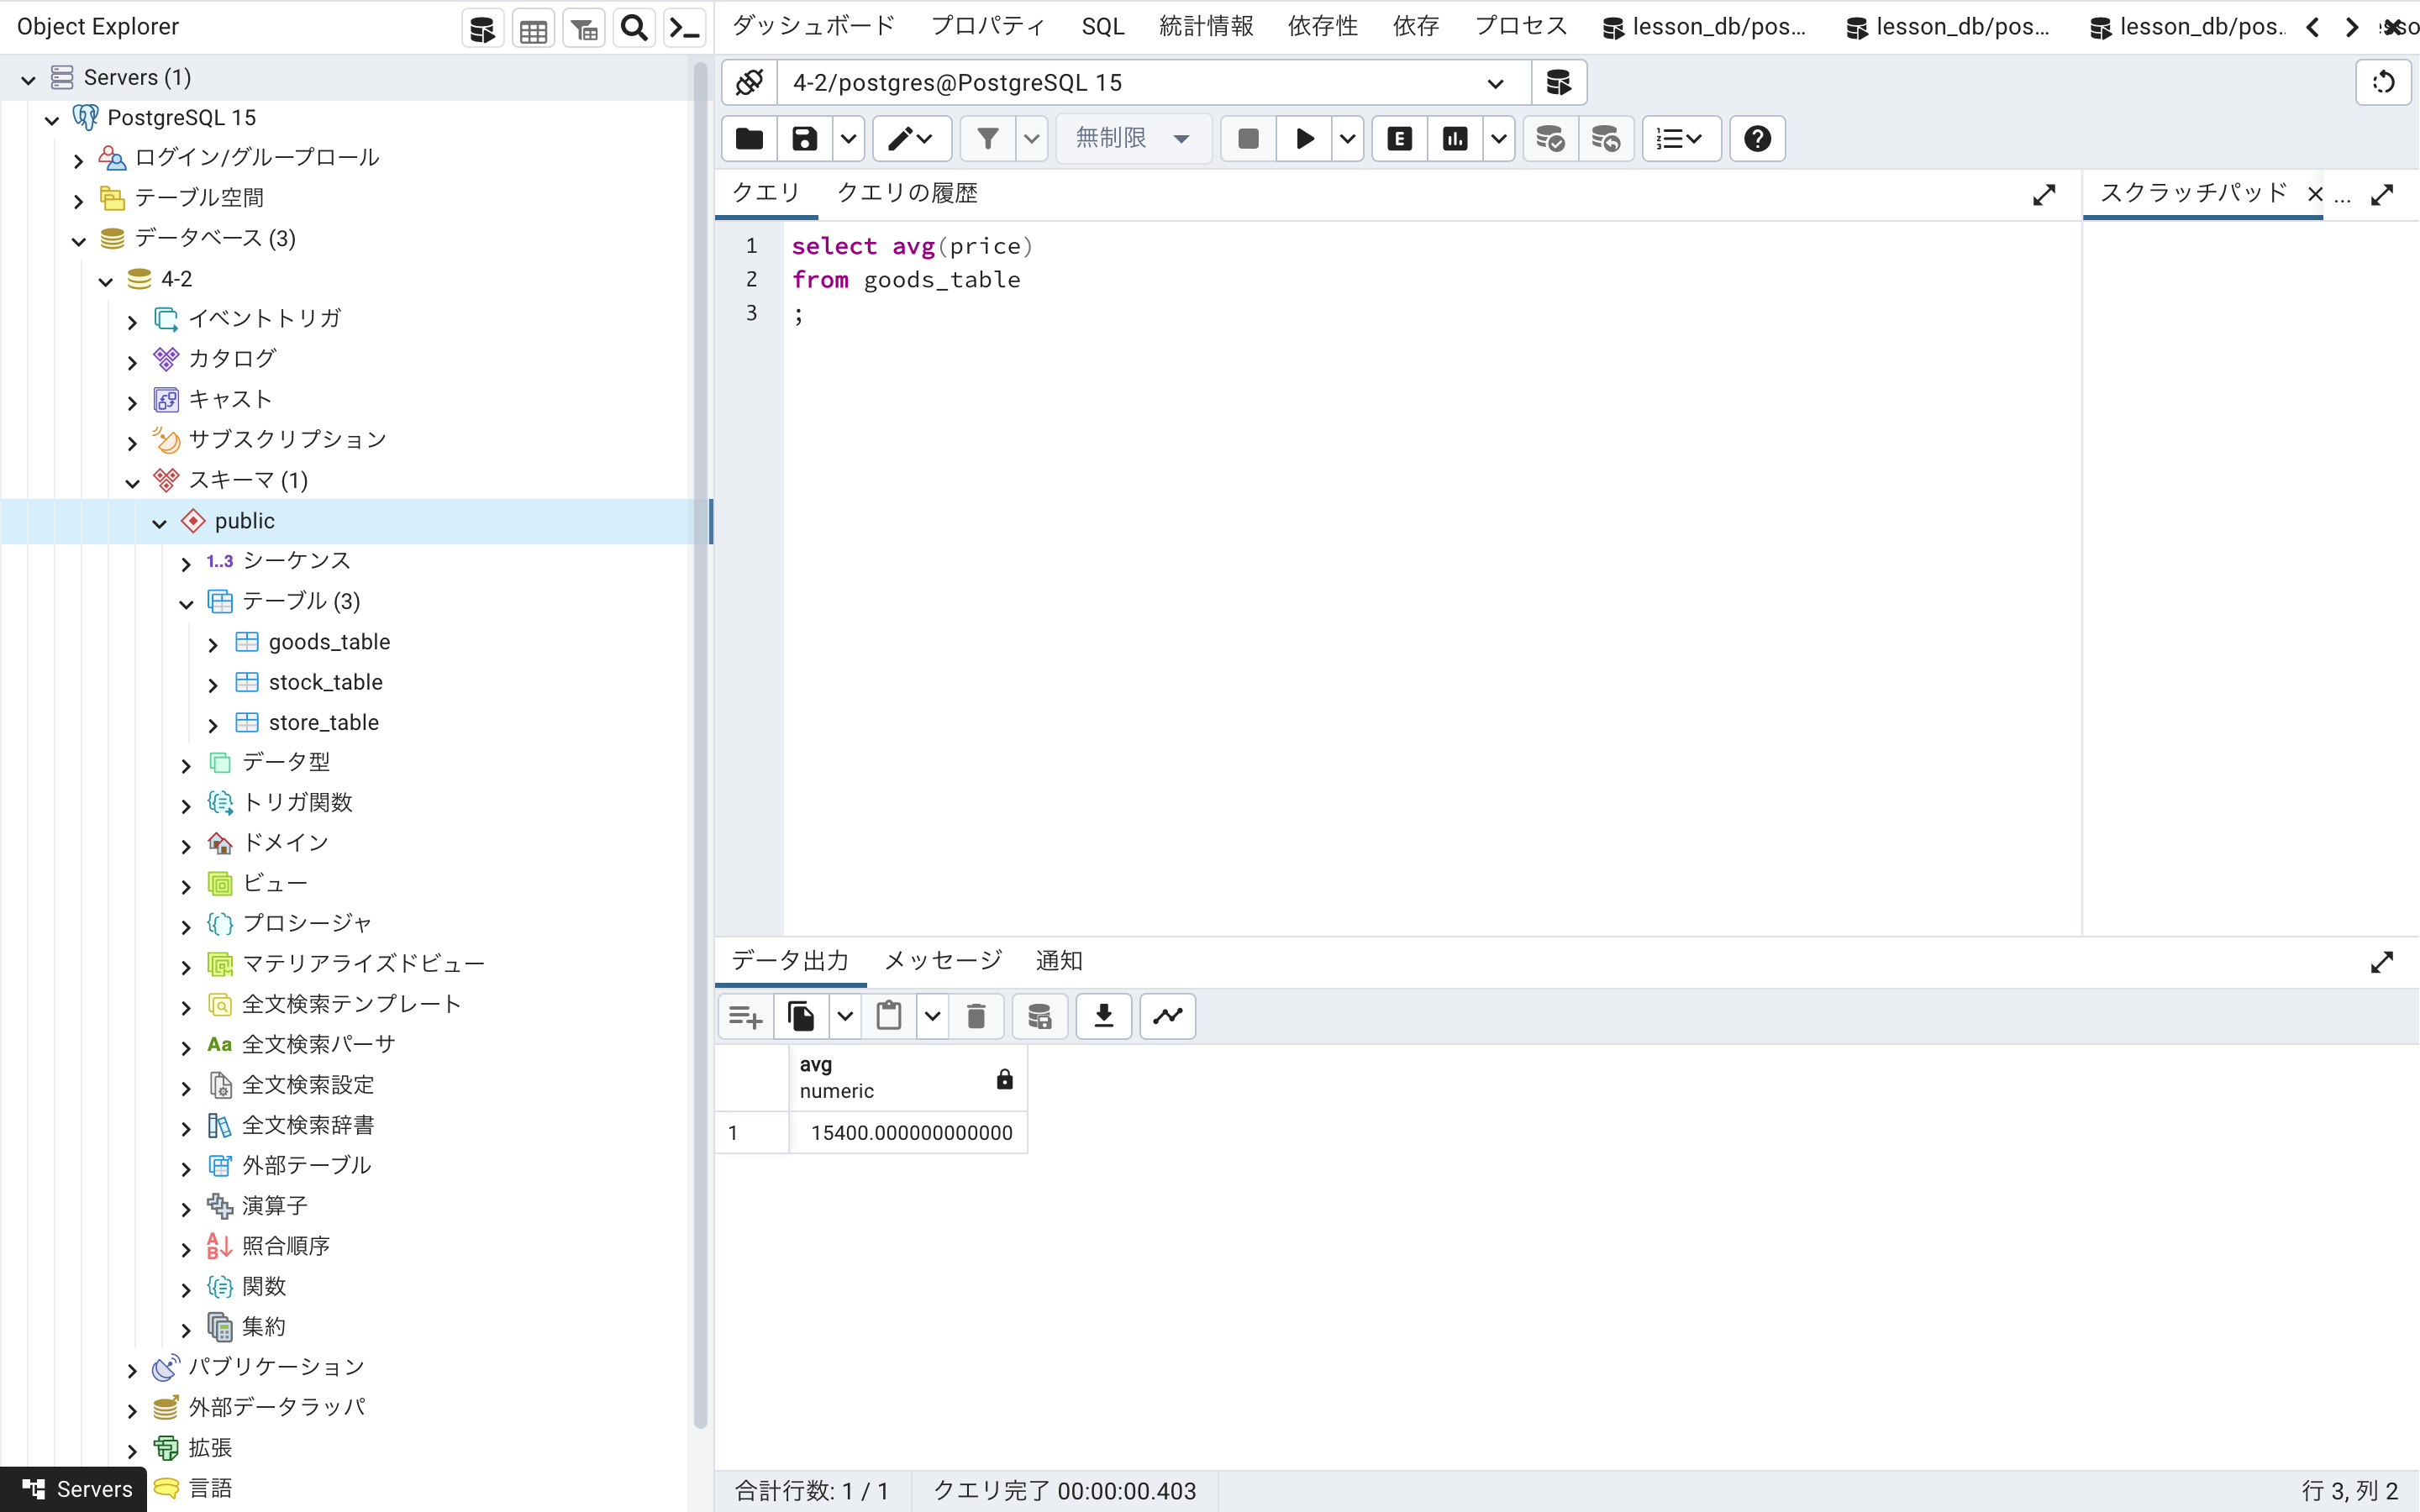 Object Explorer
Servers (1)
PostgreSQL 15
ログイン/グループロール
テーブル空間
データベース (3)
4-2
イベントトリガ
カタログ
キャスト
サブスクリプション
スキーマ (1)
public
1..3 シーケンス
テーブル (3)
goods_table
stock_table
store_table
データ型
トリガ関数
ドメイン
ビュー
プロシージャ
マテリアライズドビュー
全文検索テンプレート
Aa 全文検索パーサ
全文検索設定
全文検索辞書
外部テーブル
演算子
照合順序
関数
集約
パブリケーション
外部データラッパ
拡張
言語
Servers
ダッシュボード プロパティ SQL 統計情報 依存性 依存 プロセス lesson_db/pos... lesson_db/pos... lesson_db/pos..
4-2/postgres@PostgreSQL 15
無制限 E
クエリ クエリの履歴
スクラッチパッド ...
1 select avg(price)
2 from goods_table
3 ;
データ出力 メッセージ 通知
avg
numeric
1 15400.000000000000
合計行数: 1 / 1 クエリ完了 00:00:00.403 行 3, 列 2